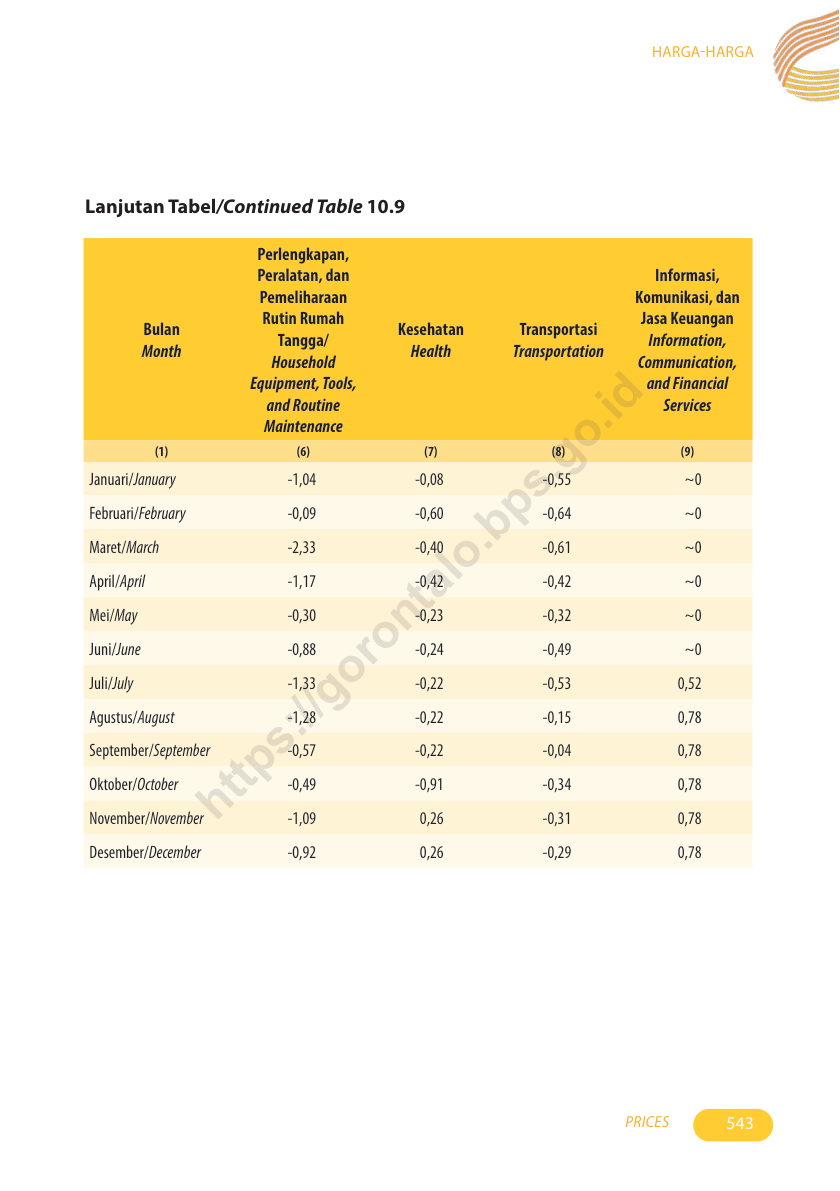 HARGA-HARGA
Lanjutan Tabel/Continued Table 10.9
Bulan
Month
Perlengkapan,
Peralatan, dan
Pemeliharaan
Rutin Rumah
Tangga/
Household
Equipment, Tools,
and Routine
Maintenance
Kesehatan
Health
Transportasi
Transportation
Informasi,
Komunikasi, dan
Jasa Keuangan
Information,
Communication,
and Financial
Services
(1) (6) (7) (8) (9)
Januari/January -1,04 -0,08 -0,55 ~0
Februari/February -0,09 -0,60 -0,64 ~0
Maret/March -2,33 -0,40 -0,61 ~0
April/April -1,17 -0,42 -0,42 ~0
Mei/May -0,30 -0,23 -0,32 ~0
Juni/June -0,88 -0,24 -0,49 ~0
Juli/July -1,33 -0,22 -0,53 0,52
Agustus/August -1,28 -0,22 -0,15 0,78
September/September -0,57 -0,22 -0,04 0,78
Oktober/October -0,49 -0,91 -0,34 0,78
November/November -1,09 0,26 -0,31 0,78
Desember/December -0,92 0,26 -0,29 0,78
https://gorontalo.bps.go.id
PRICES 543